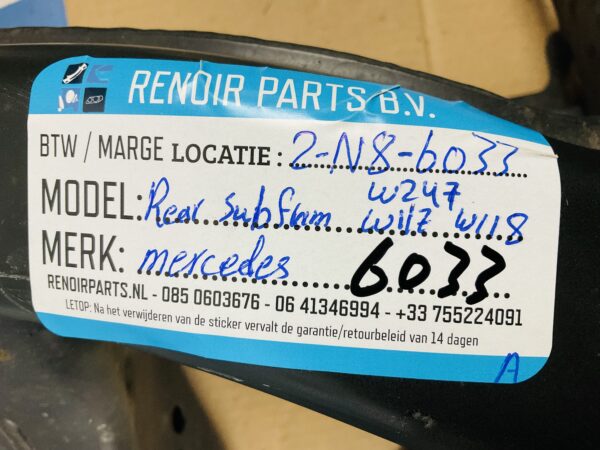 RENOIR PARTS B.V.
BTW / MARGE LOCATIE: 2-N8-6033
W247
MODEL: Rear subfram W117 W118
MERK: mercedes 6033
RENOIRPARTS.NL - 085 0603676 - 06 41346994 - +33 755224091
LETOP: Na het verwijderen van de sticker vervalt de garantie/retourbeleid van 14 dagen
A